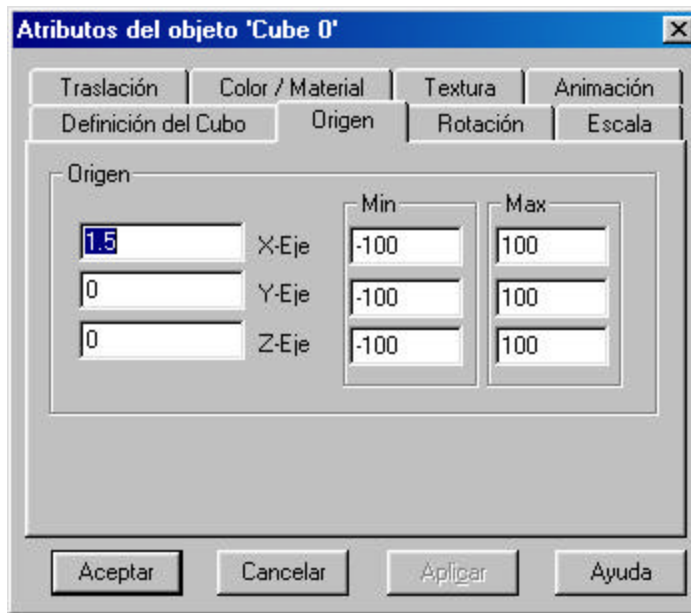 Atributos del objeto 'Cube 0'
Traslación Color / Material Textura Animación
Definición del Cubo Origen Rotación Escala
Origen
Min Max
1.5 X-Eje -100 100
0 Y-Eje -100 100
0 Z-Eje -100 100
Aceptar Cancelar Aplicar Ayuda